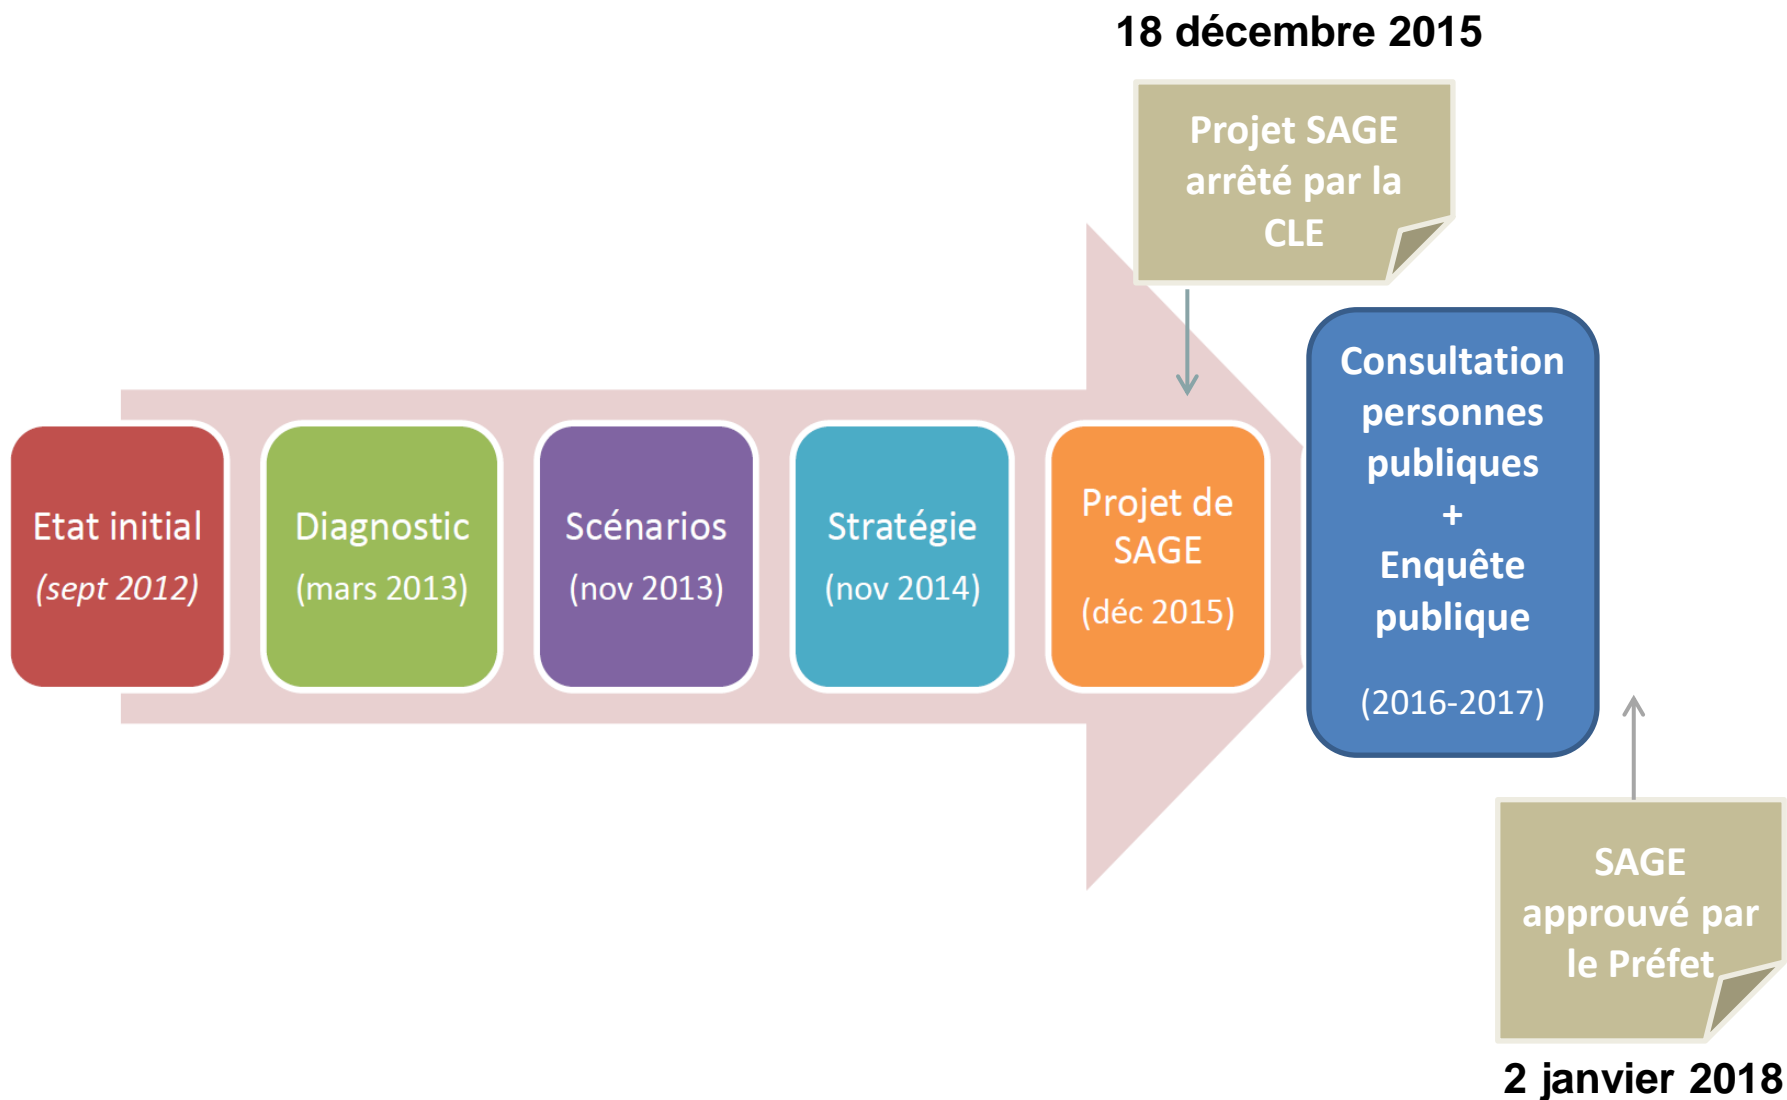 18 décembre 2015
Projet SAGE
arrêté par la
CLE
Etat initial
(sept 2012)
Diagnostic
(mars 2013)
Scénarios
(nov 2013)
Stratégie
(nov 2014)
Projet de
SAGE
(déc 2015)
Consultation
personnes
publiques
+
Enquête
publique
(2016-2017)
SAGE
approuvé par
le Préfet
2 janvier 2018